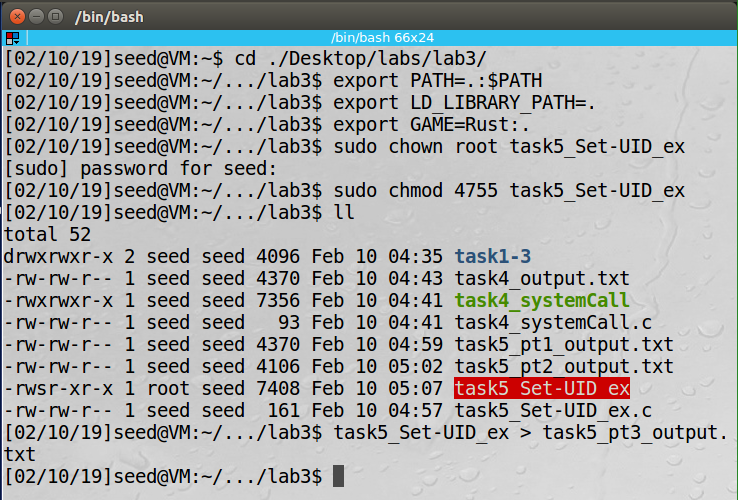 /bin/bash
/bin/bash 66x24
[02/10/19]seed@VM:~$ cd ./Desktop/labs/lab3/
[02/10/19]seed@VM:~/.../lab3$ export PATH=.:$PATH
[02/10/19]seed@VM:~/.../lab3$ export LD_LIBRARY_PATH=.
[02/10/19]seed@VM:~/.../lab3$ export GAME=Rust:.
[02/10/19]seed@VM:~/.../lab3$ sudo chown root task5_Set-UID_ex
[sudo] password for seed:
[02/10/19]seed@VM:~/.../lab3$ sudo chmod 4755 task5_Set-UID_ex
[02/10/19]seed@VM:~/.../lab3$ ll
total 52
drwxrwxr-x 2 seed seed 4096 Feb 10 04:35 task1-3
-rw-rw-r-- 1 seed seed 4370 Feb 10 04:43 task4_output.txt
-rwxrwxr-x 1 seed seed 7356 Feb 10 04:41 task4_systemCall
-rw-rw-r-- 1 seed seed   93 Feb 10 04:41 task4_systemCall.c
-rw-rw-r-- 1 seed seed 4370 Feb 10 04:59 task5_pt1_output.txt
-rw-rw-r-- 1 seed seed 4106 Feb 10 05:02 task5_pt2_output.txt
-rwsr-xr-x 1 root seed 7408 Feb 10 05:07 task5_Set-UID_ex
-rw-rw-r-- 1 seed seed  161 Feb 10 04:57 task5_Set-UID_ex.c
[02/10/19]seed@VM:~/.../lab3$ task5_Set-UID_ex > task5_pt3_output.
txt
[02/10/19]seed@VM:~/.../lab3$